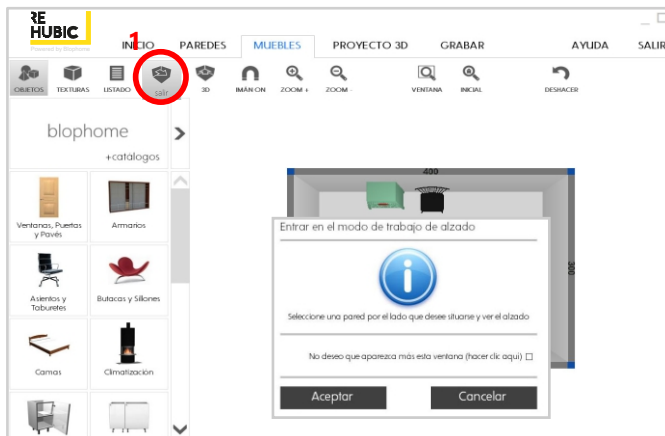 RE
HUBIC
Powered by Blophome
1
INICIO PAREDES MUEBLES PROYECTO 3D GRABAR AYUDA SALIR
OBJETOS TEXTURAS LISTADO salir 3D IMÁN ON ZOOM + ZOOM - VENTANA INICIAL DESHACER
blophome
+catálogos
Ventanas, Puertas
y Pavés
Armarios
Asientos y
Taburetes
Butacas y Sillones
Camas
Climatización
400
300
Entrar en el modo de trabajo de alzado
Seleccione una pared por el lado que desee situarse y ver el alzado
No deseo que aparezca más esta ventana (hacer clic aqui)
Aceptar Cancelar